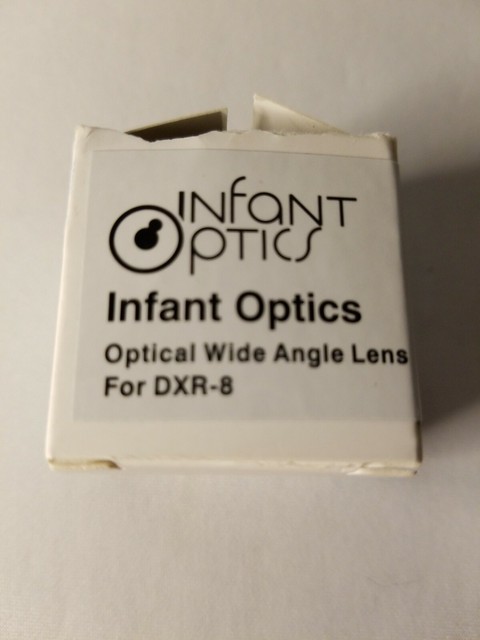 INfaNT
OPTICS
Infant Optics
Optical Wide Angle Lens
For DXR-8